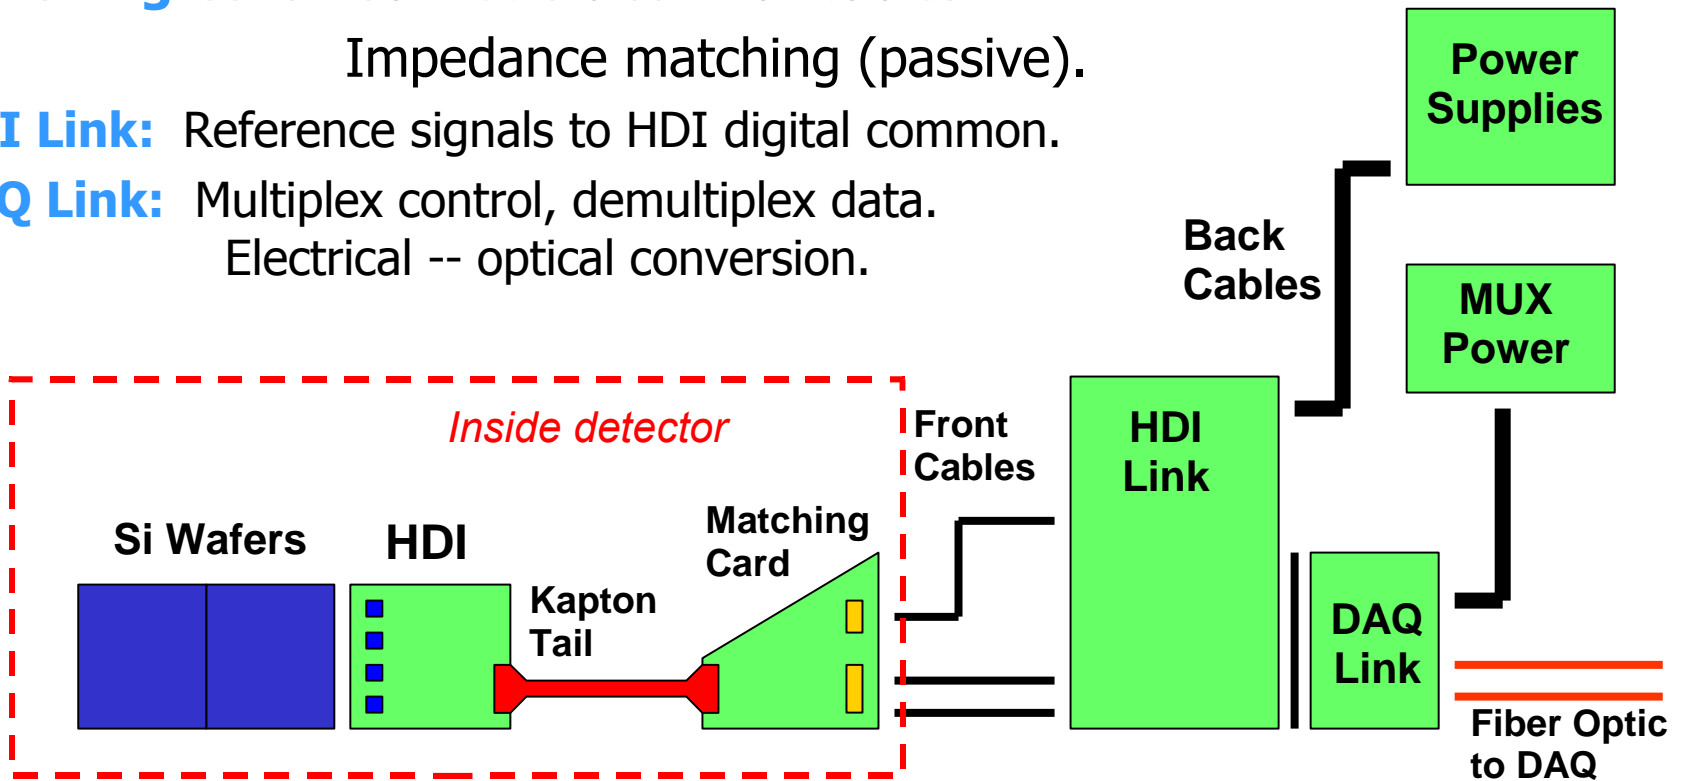 Impedance matching (passive).
I Link: Reference signals to HDI digital common.
Q Link: Multiplex control, demultiplex data.
Electrical -- optical conversion.
Power
Supplies
Back
Cables
MUX
Power
Inside detector
Front
Cables
HDI
Link
Si Wafers
HDI
Matching
Card
Kapton
Tail
DAQ
Link
Fiber Optic
to DAQ